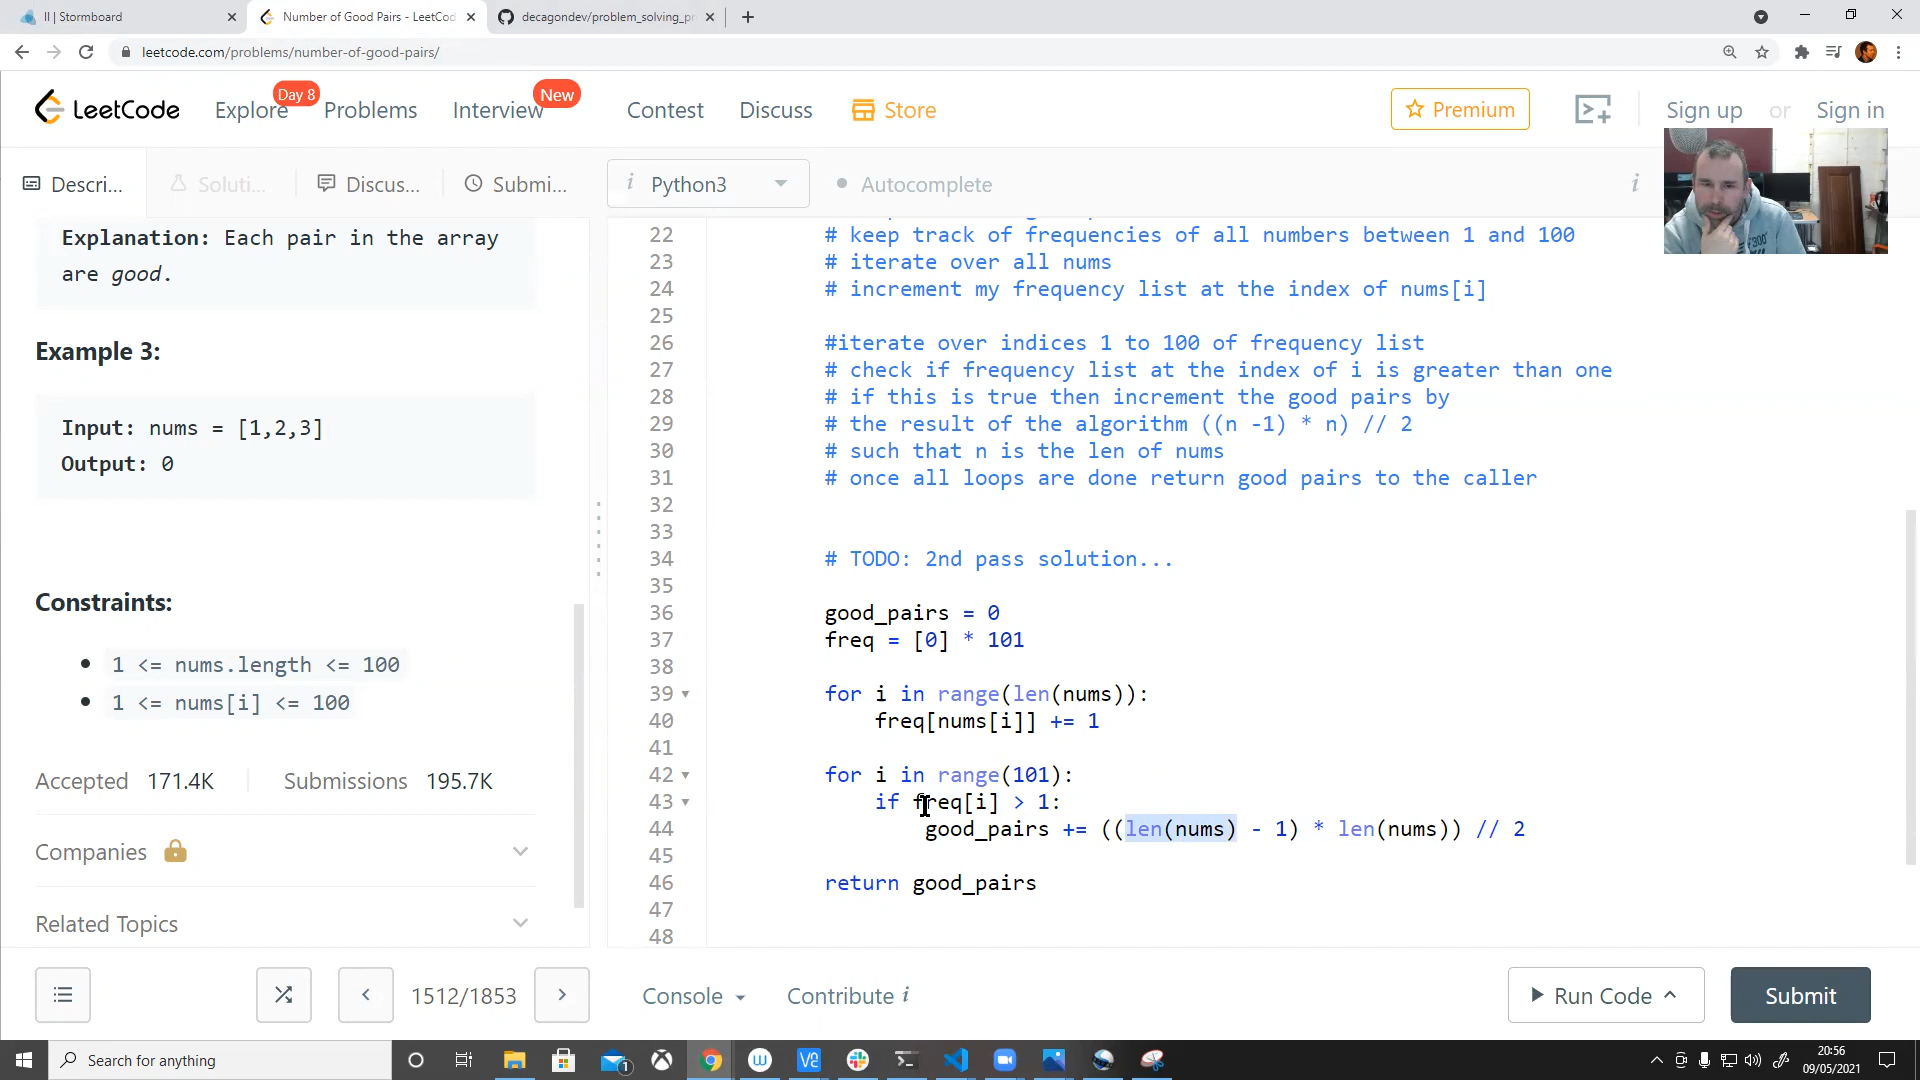 ll | Stormboard
Number of Good Pairs - LeetCod
decagondev/problem_solving_pr
leetcode.com/problems/number-of-good-pairs/
LeetCode
Explore
Day 8
Problems
Interview
New
Contest
Discuss
Store
Premium
Sign up or Sign in
Descri...
Soluti...
Discus...
Submi...
i Python3
Autocomplete
i
Explanation: Each pair in the array
are good.
Example 3:
Input: nums = [1,2,3]
Output: 0
Constraints:
1 <= nums.length <= 100
1 <= nums[i] <= 100
Accepted 171.4K Submissions 195.7K
Companies
Related Topics
22 # keep track of frequencies of all numbers between 1 and 100
23 # iterate over all nums
24 # increment my frequency list at the index of nums[i]
25
26 #iterate over indices 1 to 100 of frequency list
27 # check if frequency list at the index of i is greater than one
28 # if this is true then increment the good pairs by
29 # the result of the algorithm ((n -1) * n) // 2
30 # such that n is the len of nums
31 # once all loops are done return good pairs to the caller
32
33
34 # TODO: 2nd pass solution...
35
36 good_pairs = 0
37 freq = [0] * 101
38
39 for i in range(len(nums)):
40 freq[nums[i]] += 1
41
42 for i in range(101):
43 if freq[i] > 1:
44 good_pairs += ((len(nums) - 1) * len(nums)) // 2
45
46 return good_pairs
47
48
1512/1853
Console
Contribute i
Run Code
Submit
Search for anything
20:56
09/05/2021